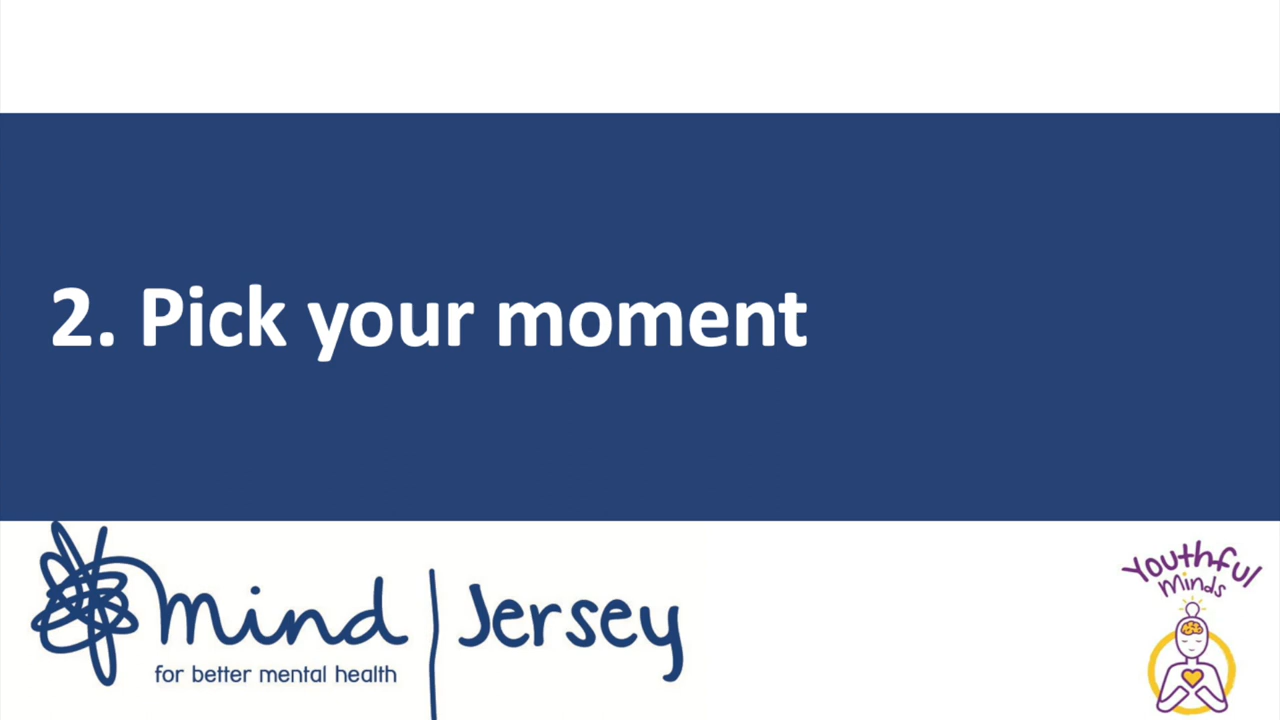 2. Pick your moment
mind Jersey
for better mental health
Youthful
Minds